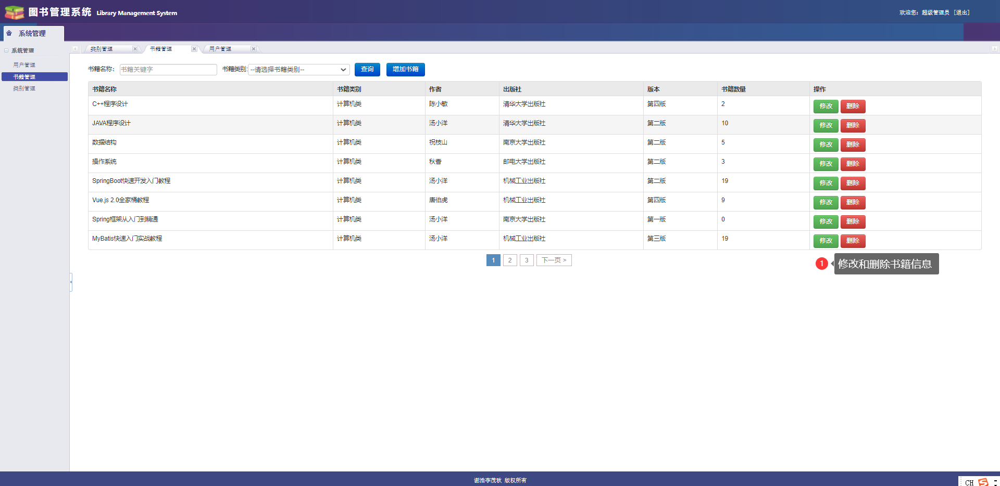 图书管理系统 Library Management System
欢迎您: 超级管理员 [退出]
系统管理
系统管理
用户管理
书籍管理
类别管理
类别管理 书籍管理 用户管理
书籍名称: 书籍关键字 书籍类别: --请选择书籍类别-- 查询 增加书籍
书籍名称 书籍类别 作者 出版社 版本 书籍数量 操作
C++程序设计 计算机类 陈小敏 清华大学出版社 第四版 2 修改 删除
JAVA程序设计 计算机类 汤小洋 清华大学出版社 第二版 10 修改 删除
数据结构 计算机类 祝枝山 南京大学出版社 第二版 5 修改 删除
操作系统 计算机类 秋香 邮电大学出版社 第二版 3 修改 删除
SpringBoot快速开发入门教程 计算机类 汤小洋 机械工业出版社 第二版 19 修改 删除
Vue.js 2.0全家桶教程 计算机类 唐伯虎 机械工业出版社 第四版 9 修改 删除
Spring框架从入门到精通 计算机类 汤小洋 南京大学出版社 第一版 0 修改 删除
MyBatis快速入门实战教程 计算机类 汤小洋 机械工业出版社 第三版 19 修改 删除
1 2 3 下一页 >
1 修改和删除书籍信息
谢浩李茂秋 版权所有
CH